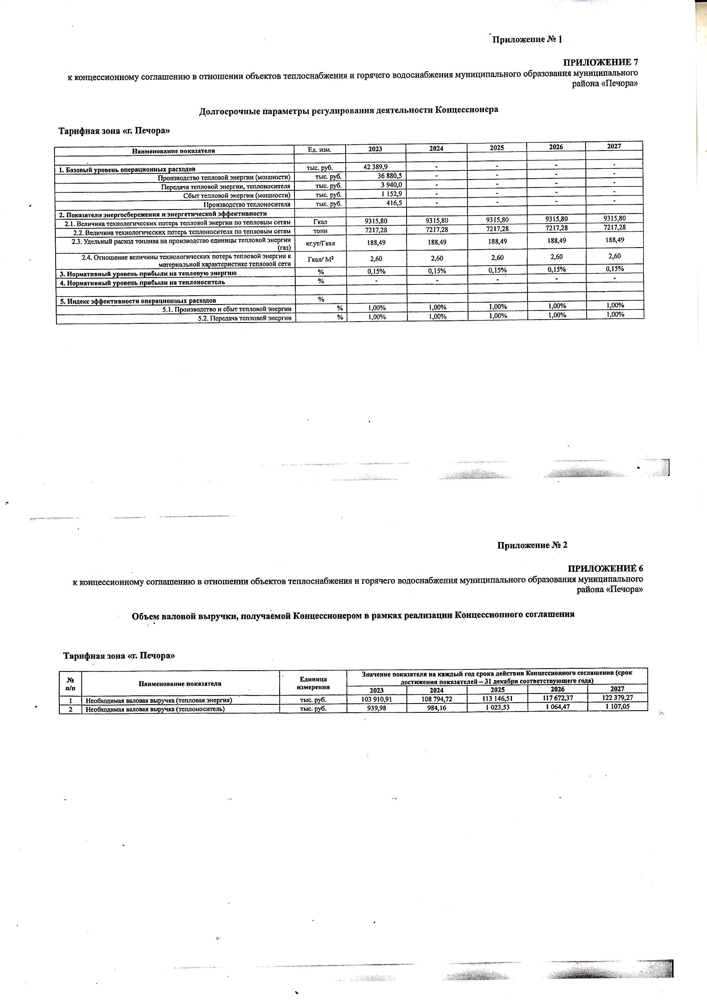 Приложение № 1
ПРИЛОЖЕНИЕ 7
к концессионному соглашению в отношении объектов теплоснабжения и горячего водоснабжения муниципального образования муниципального
района «Печора»
Долгосрочные параметры регулирования деятельности Концессионера
Тарифная зона «г. Печора»
Наименование показателя Ед. изм. 2023 2024 2025 2026 2027
1. Базовый уровень операционных расходов тыс. руб. 42 389,9 - - - -
Производство тепловой энергии (мощности) тыс. руб. 36 880,5 - - - -
Передача тепловой энергии, теплоносителя тыс. руб. 3 940,0 - - - -
Сбыт тепловой энергии (мощности) тыс. руб. 1 152,9 - - - -
Производство теплоносителя тыс. руб. 416,5 - - - -
2. Показатели энергосбережения и энергетической эффективности
2.1. Величина технологических потерь тепловой энергии по тепловым сетям Гкал 9315,80 9315,80 9315,80 9315,80 9315,80
2.2. Величина технологических потерь теплоносителя по тепловым сетям тонн 7217,28 7217,28 7217,28 7217,28 7217,28
2.3. Удельный расход топлива на производство единицы тепловой энергии
(газ) кг.ут/Гкал 188,49 188,49 188,49 188,49 188,49
2.4. Отношение величины технологических потерь тепловой энергии к
материальной характеристике тепловой сети Гкал/ М² 2,60 2,60 2,60 2,60 2,60
3. Нормативный уровень прибыли на тепловую энергию % 0,15% 0,15% 0,15% 0,15% 0,15%
4. Нормативный уровень прибыли на теплоноситель % - - - - -
5. Индекс эффективности операционных расходов %
5.1. Производство и сбыт тепловой энергии % 1,00% 1,00% 1,00% 1,00% 1,00%
5.2. Передача тепловой энергии % 1,00% 1,00% 1,00% 1,00% 1,00%
Приложение № 2
ПРИЛОЖЕНИЕ 6
к концессионному соглашению в отношении объектов теплоснабжения и горячего водоснабжения муниципального образования муниципального
района «Печора»
Объем валовой выручки, получаемой Концессионером в рамках реализации Концессионного соглашения
Тарифная зона «г. Печора»
№ п/п Наименование показателя Единица измерения Значение показателя на каждый год срока действия Концессионного соглашения (срок
достижения показателей – 31 декабря соответствующего года)
2023 2024 2025 2026 2027
1 Необходимая валовая выручка (тепловая энергия) тыс. руб. 103 910,91 108 794,72 113 146,51 117 672,37 122 379,27
2 Необходимая валовая выручка (теплоноситель) тыс. руб. 939,98 984,16 1 023,53 1 064,47 1 107,05